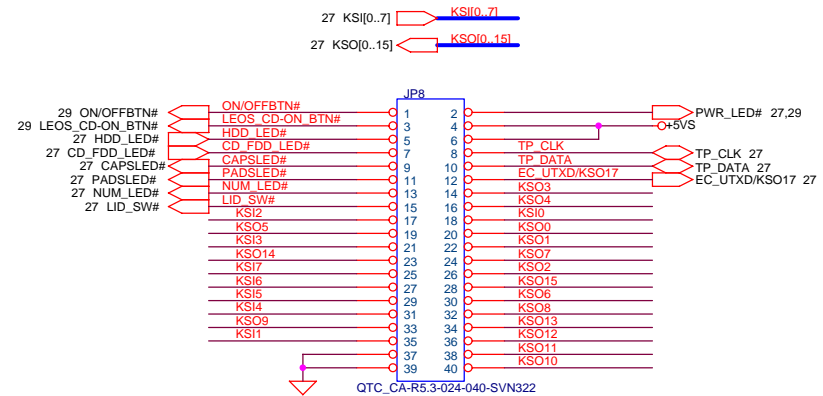 27 KSI[0..7] KSI[0..7]
27 KSO[0..15] KSO[0..15]
JP8
29 ON/OFFBTN# ON/OFFBTN# 1 2 PWR_LED# 27,29
29 LEOS_CD-ON_BTN# LEOS_CD-ON_BTN# 3 4 +5VS
27 HDD_LED# HDD_LED# 5 6
27 CD_FDD_LED# CD_FDD_LED# 7 8 TP_CLK TP_CLK 27
27 CAPSLED# CAPSLED# 9 10 TP_DATA TP_DATA 27
27 PADSLED# PADSLED# 11 12 EC_UTXD/KSO17 EC_UTXD/KSO17 27
27 NUM_LED# NUM_LED# 13 14 KSO3
27 LID_SW# LID_SW# 15 16 KSO4
KSI2 17 18 KSI0
KSO5 19 20 KSO0
KSI3 21 22 KSO1
KSO14 23 24 KSO7
KSI7 25 26 KSO2
KSI6 27 28 KSO15
KSI5 29 30 KSO6
KSI4 31 32 KSO8
KSO9 33 34 KSO13
KSI1 35 36 KSO12
37 38 KSO11
39 40 KSO10
QTC_CA-R5.3-024-040-SVN322